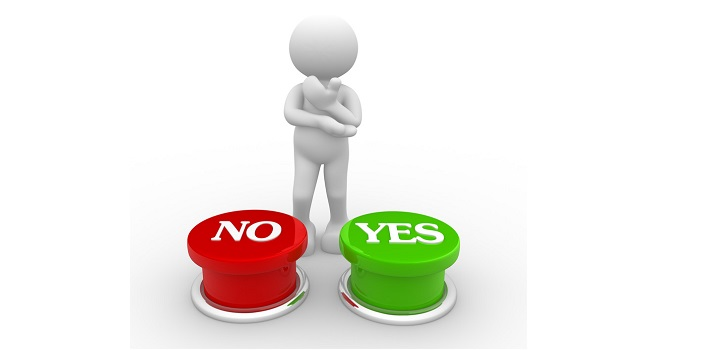 NO YES